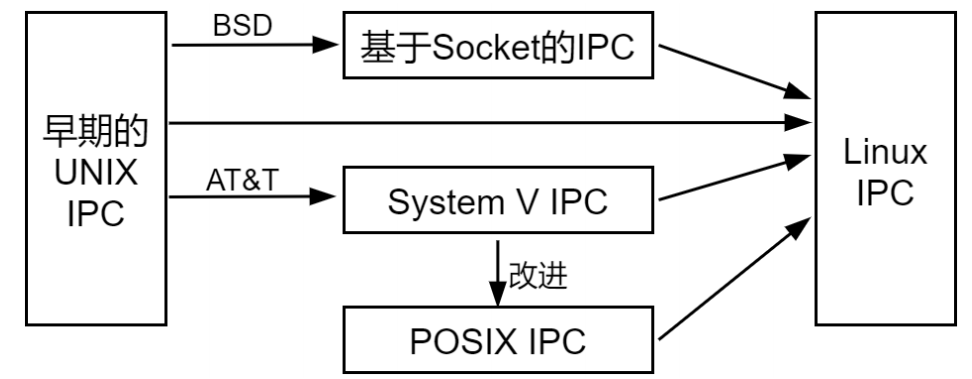 BSD
基于Socket的IPC
早期的
UNIX
IPC
AT&T
System V IPC
改进
POSIX IPC
Linux
IPC